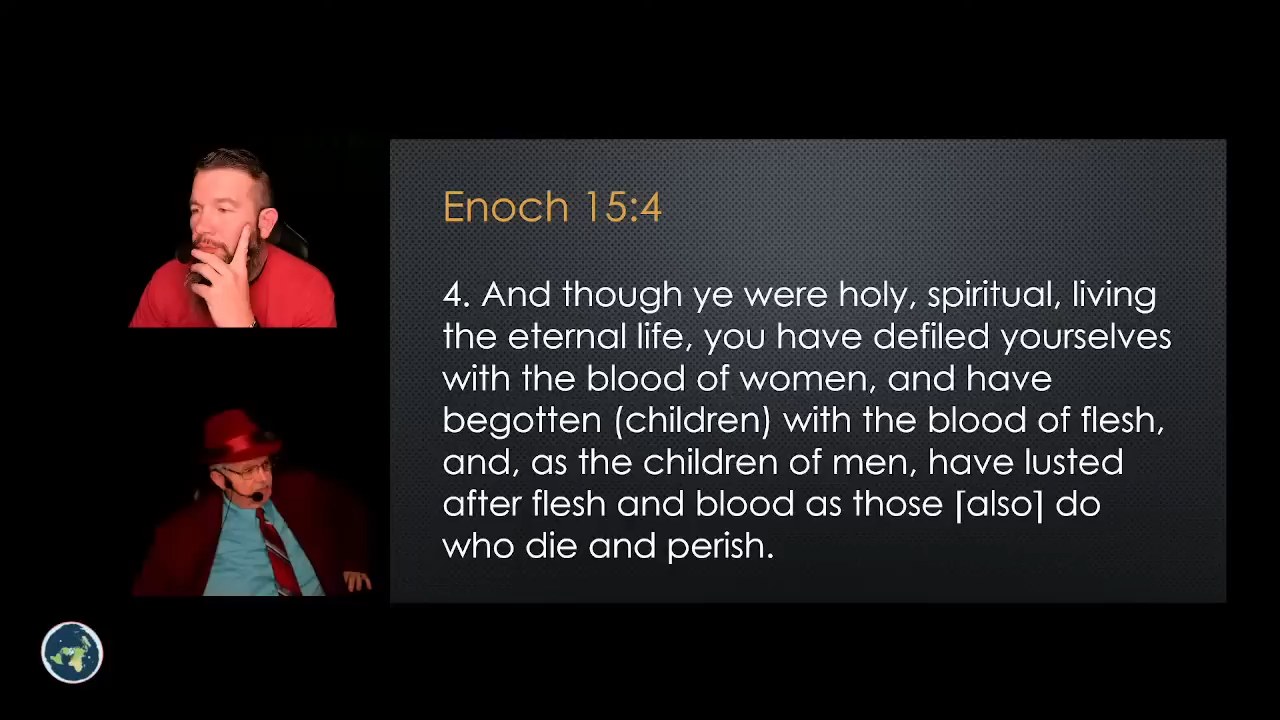 Enoch 15:4
4. And though ye were holy, spiritual, living
the eternal life, you have defiled yourselves
with the blood of women, and have
begotten (children) with the blood of flesh,
and, as the children of men, have lusted
after flesh and blood as those [also] do
who die and perish.